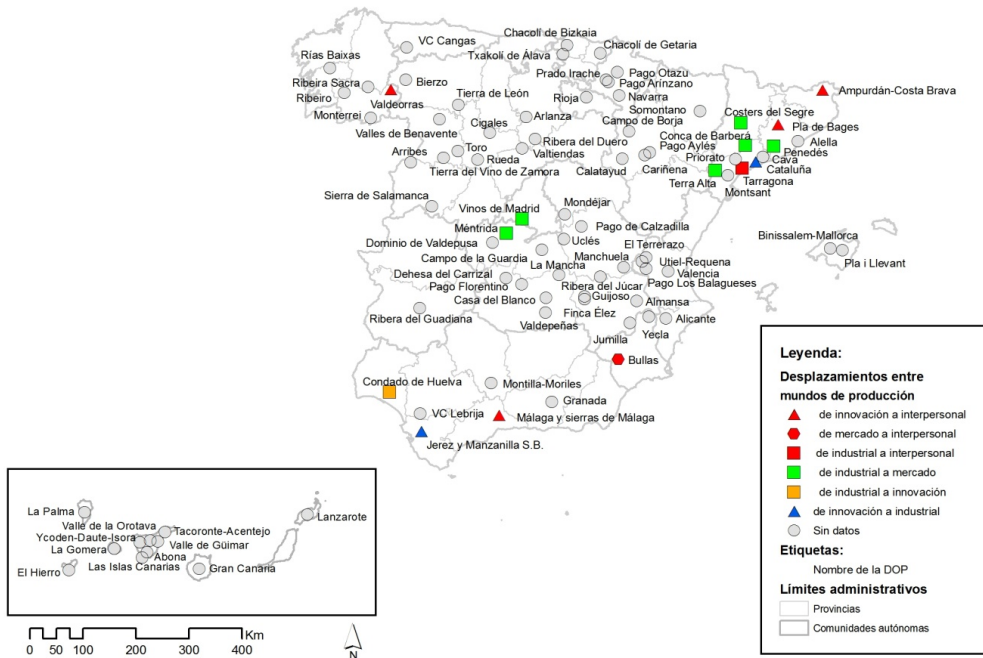 VC Cangas
Chacolí de Bizkaia
Chacolí de Getaria
Txakolí de Álava
Rías Baixas
Ribeira Sacra
Ribeiro
Monterrei
Valdeorras
Bierzo
Tierra de León
Valles de Benavente
Cigales
Arlanza
Prado Irache
Pago Otazu
Pago Arínzano
Rioja
Navarra
Somontano
Campo de Borja
Costers del Segre
Ampurdán-Costa Brava
Pla de Bages
Alella
Conca de Barberá
Penedés
Pago Aylés
Priorato
Cava
Cataluña
Arribes
Toro
Rueda
Ribera del Duero
Valtiendas
Tierra del Vino de Zamora
Calatayud
Cariñena
Terra Alta
Tarragona
Montsant
Sierra de Salamanca
Vinos de Madrid
Mondéjar
Méntrida
Pago de Calzadilla
Dominio de Valdepusa
Uclés
El Terrerazo
Binissalem-Mallorca
Campo de la Guardia
Manchuela
Utiel-Requena
Pla i Llevant
La Mancha
Valencia
Dehesa del Carrizal
Ribera del Júcar
Pago Los Balagueses
Pago Florentino
Guijoso
Casa del Blanco
Almansa
Ribera del Guadiana
Finca Élez
Valdepeñas
Alicante
Yecla
Jumilla
Bullas
Condado de Huelva
Montilla-Moriles
Granada
VC Lebrija
Málaga y sierras de Málaga
Jerez y Manzanilla S.B.
La Palma
Lanzarote
Valle de la Orotava
Tacoronte-Acentejo
Ycoden-Daute-Isora
Valle de Güimar
La Gomera
Abona
El Hierro
Las Islas Canarias
Gran Canaria
Km
0 25 50 100 200 300 400
N
Leyenda:
Desplazamientos entre
mundos de producción
de innovación a interpersonal
de mercado a interpersonal
de industrial a interpersonal
de industrial a mercado
de industrial a innovación
de innovación a industrial
Sin datos
Etiquetas:
Nombre de la DOP
Límites administrativos
Provincias
Comunidades autónomas